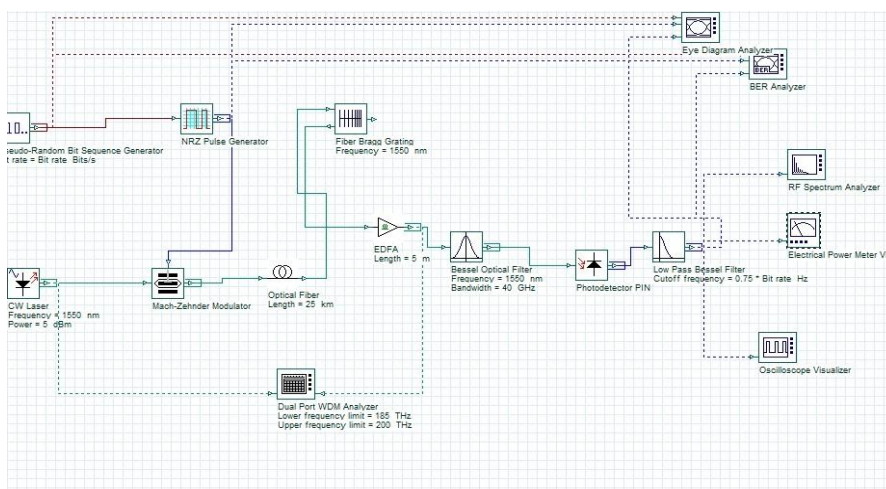 Eye Diagram Analyzer
BER
BER Analyzer
10..
seudo-Random Bit Sequence Generator
t rate = Bit rate Bits/s
NRZ Pulse Generator
Fiber Bragg Grating
Frequency = 1550 nm
RF Spectrum Analyzer
EDFA
Length = 5 m
Bessel Optical Filter
Frequency = 1550 nm
Bandwidth = 40 GHz
Photodetector PIN
Low Pass Bessel Filter
Cutoff frequency = 0.75 * Bit rate Hz
Electrical Power Meter Vi
CW Laser
Frequency = 1550 nm
Power = 5 dBm
Mach-Zehnder Modulator
Optical Fiber
Length = 25 km
Oscilloscope Visualizer
Dual Port WDM Analyzer
Lower frequency limit = 185 THz
Upper frequency limit = 200 THz